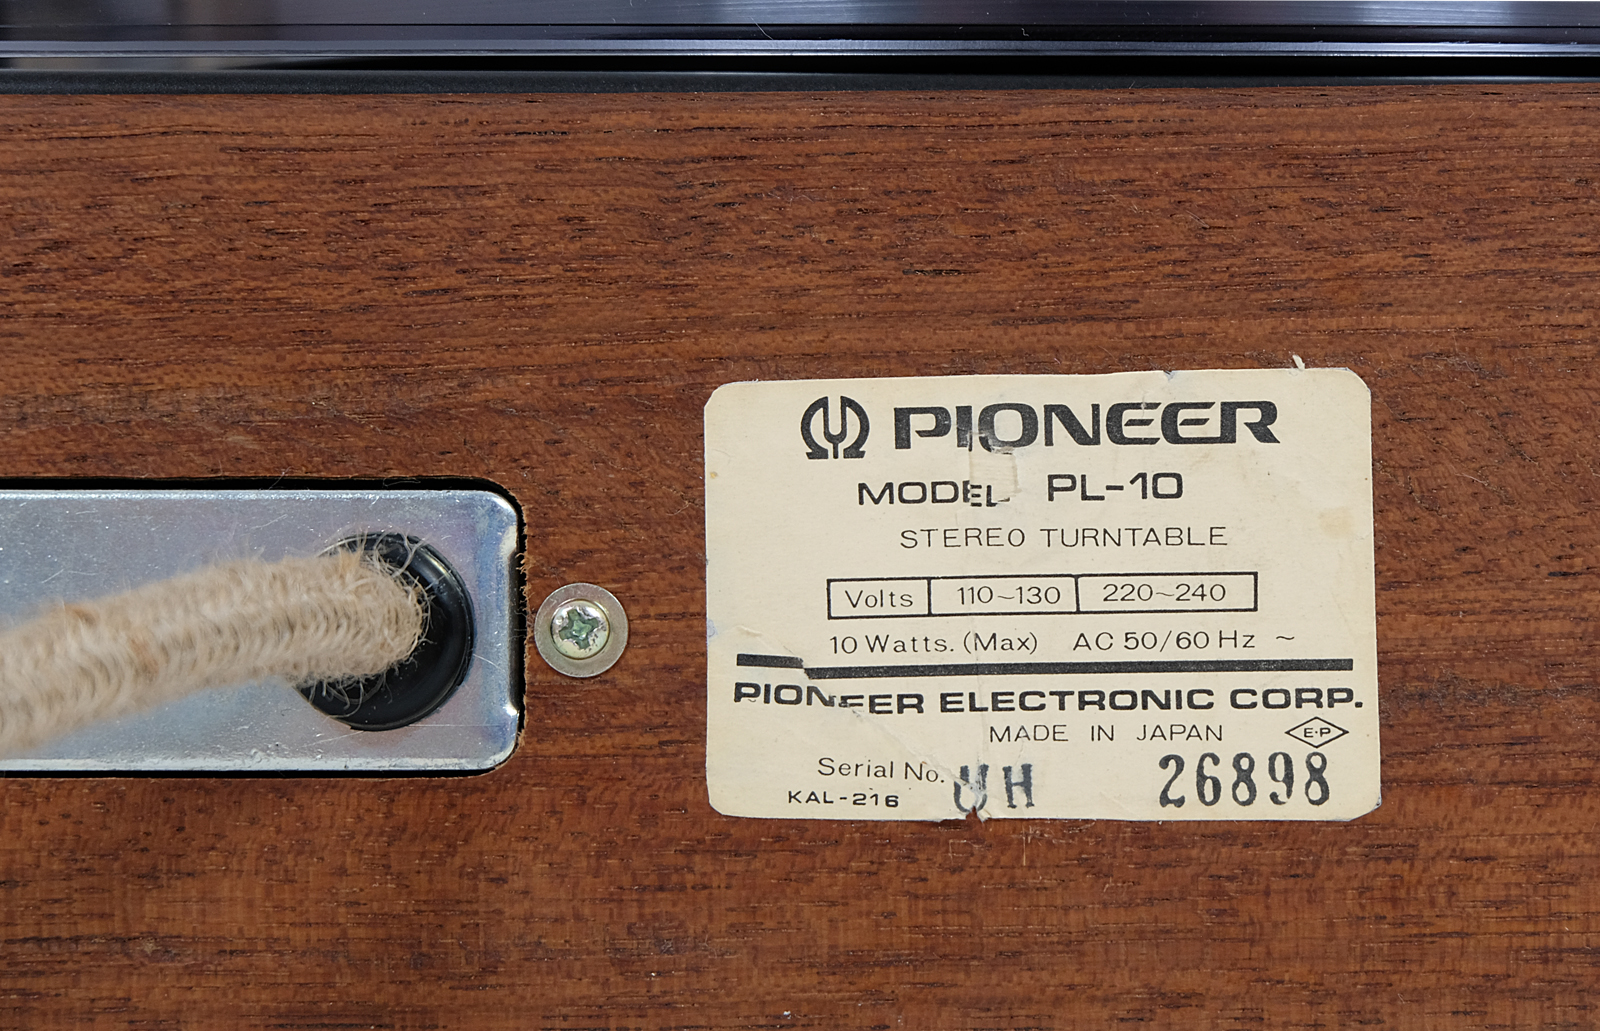 PIONEER
MODEL PL-10
STEREO TURNTABLE
Volts 110~130 220~240
10 Watts. (Max) AC 50/60 Hz ~
PIONEER ELECTRONIC CORP.
MADE IN JAPAN E·P
Serial No. UH 26898
KAL-216